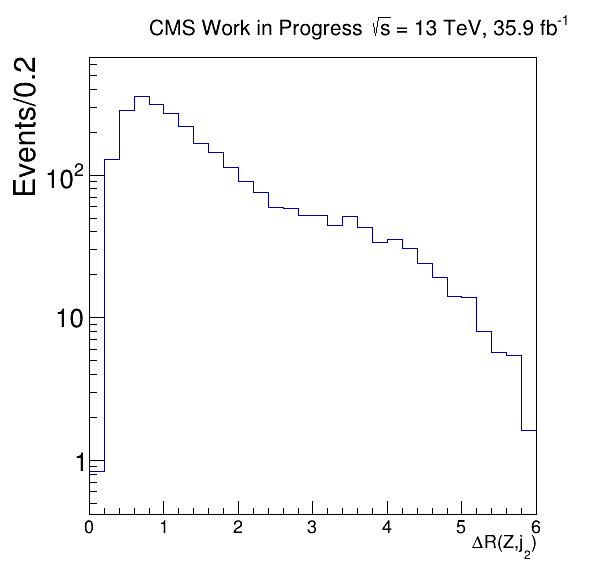 CMS Work in Progress √s = 13 TeV, 35.9 fb⁻¹
Events/0.2
10²
10
1
0 1 2 3 4 5 6
ΔR(Z,j₂)